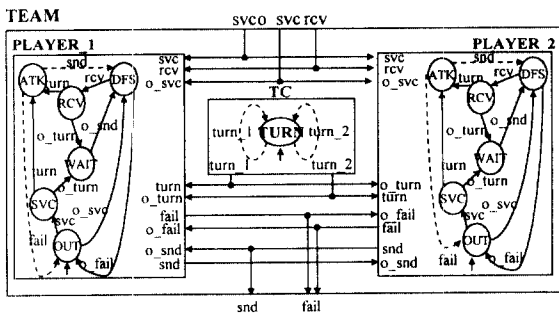 TEAM
svco svc rcv
PLAYER_1
PLAYER_2
snd
ATK
DFS
turn
rcv
RCV
o_snd
WAIT
turn
o_turn
SVC
o_svc
svc
fail
OUT
o_fail
svc
rcv
o_svc
TC
turn_1
TURN
turn_2
turn_1
turn_2
svc
rcv
o_svc
turn
o_turn
fail
o_fail
o_snd
snd
o_turn
turn
o_fail
fail
snd
o_snd
snd
ATK
DFS
turn
rcv
RCV
o_turn
o_snd
WAIT
turn
o_turn
SVC
o_svc
svc
fail
OUT
o_fail
snd
fail